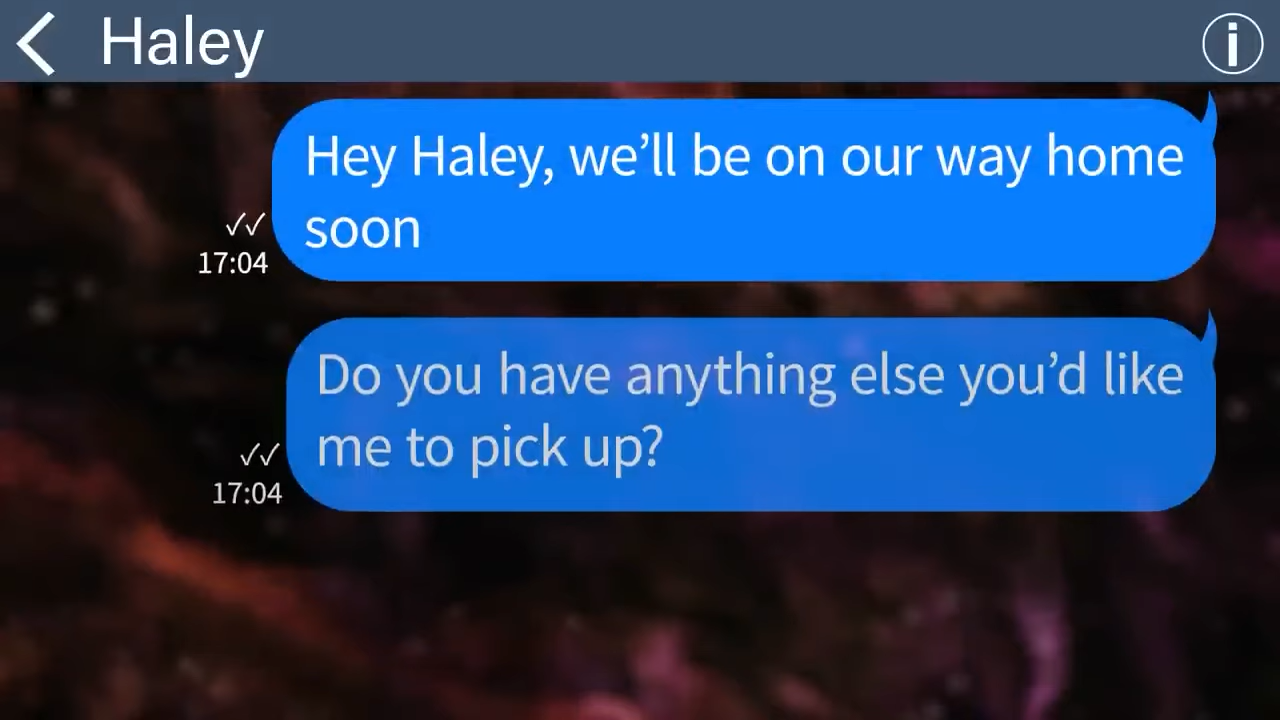 Haley
Hey Haley, we’ll be on our way home
soon
✓✓
17:04
Do you have anything else you’d like
me to pick up?
✓✓
17:04